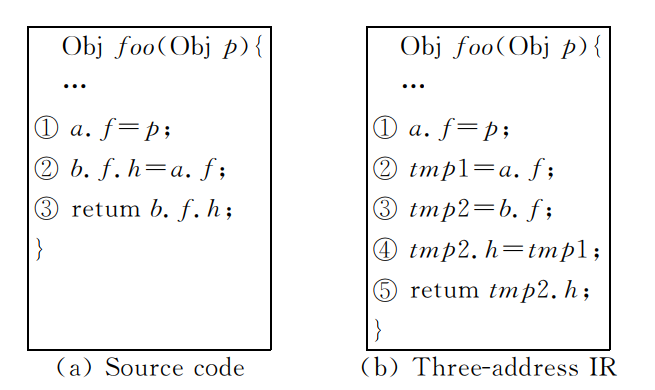 Obj foo(Obj p){
...
① a. f=p;
② b. f. h=a. f;
③ retum b. f. h;
}
(a) Source code
Obj foo(Obj p){
...
① a. f=p;
② tmp1=a. f;
③ tmp2=b. f;
④ tmp2. h=tmp1;
⑤ retum tmp2. h;
}
(b) Three-address IR